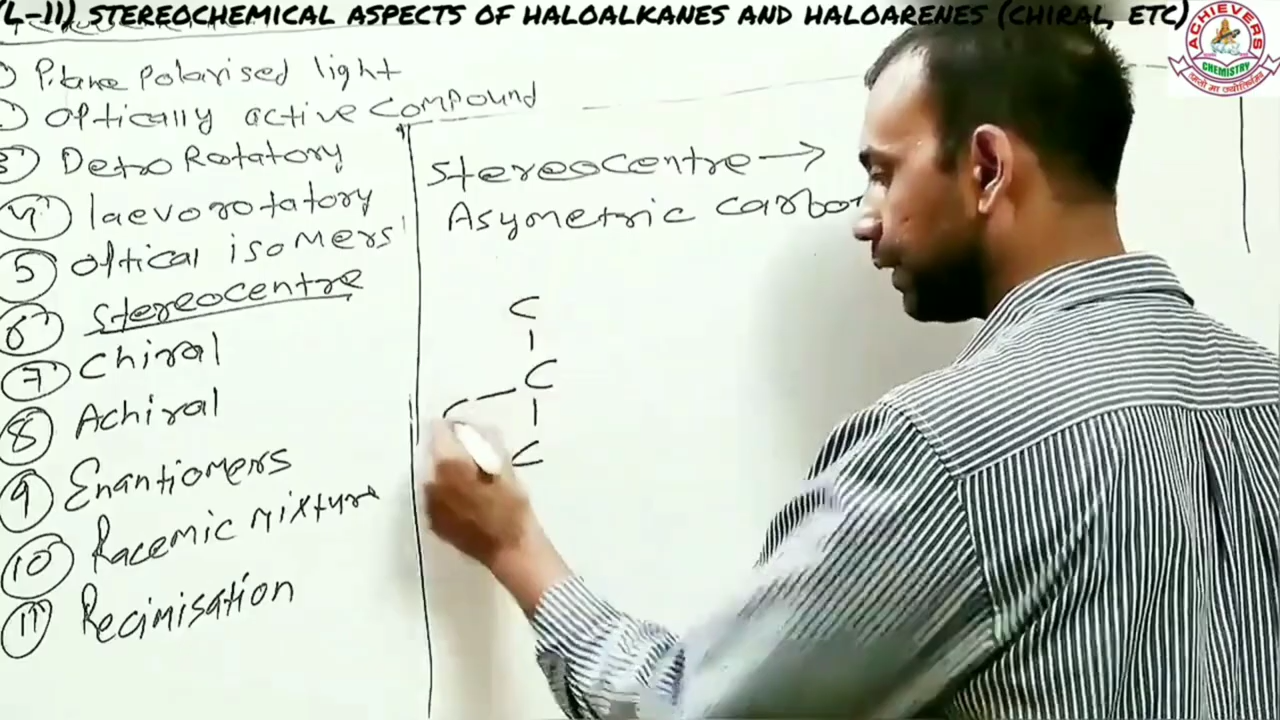 (L-11) STEREOCHEMICAL ASPECTS OF HALOALKANES AND HALOARENES (CHIRAL, ETC)
ACHIEVERS
CHEMISTRY
Plane polarised light
optically active compound
3 Detro Rotatory
4 laevorotatory
5 optical isomers
6 stereocentre
7 chiral
8 Achiral
9 Enantiomers
10 Racemic mixture
11 Recimisation
Stereocentre →
Asymetric carbon
C
C
C